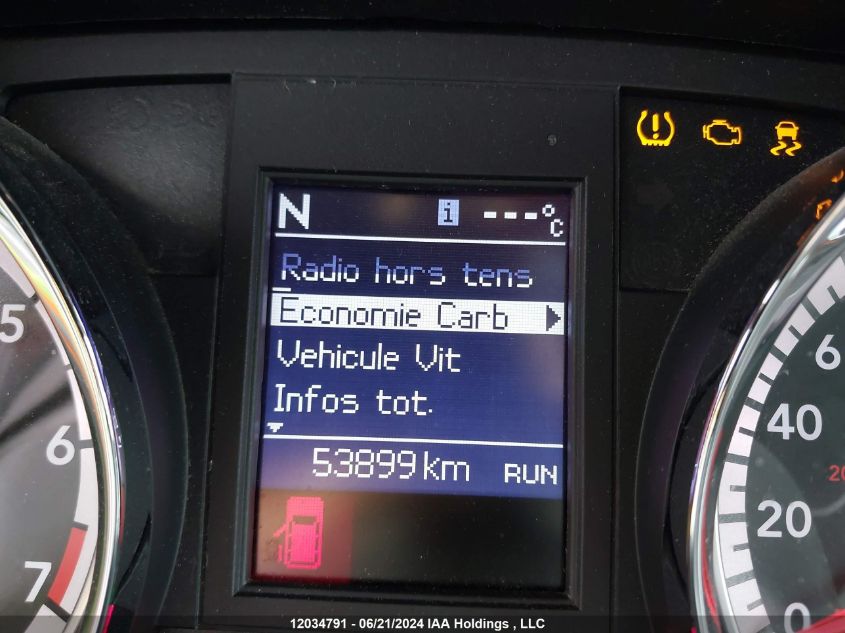 N i ---°C
Radio hors tens
Economie Carb
Vehicule Vit
Infos tot.
53899 km RUN
5
6
7
6
40
20
20
0
12034791 - 06/21/2024 IAA Holdings , LLC